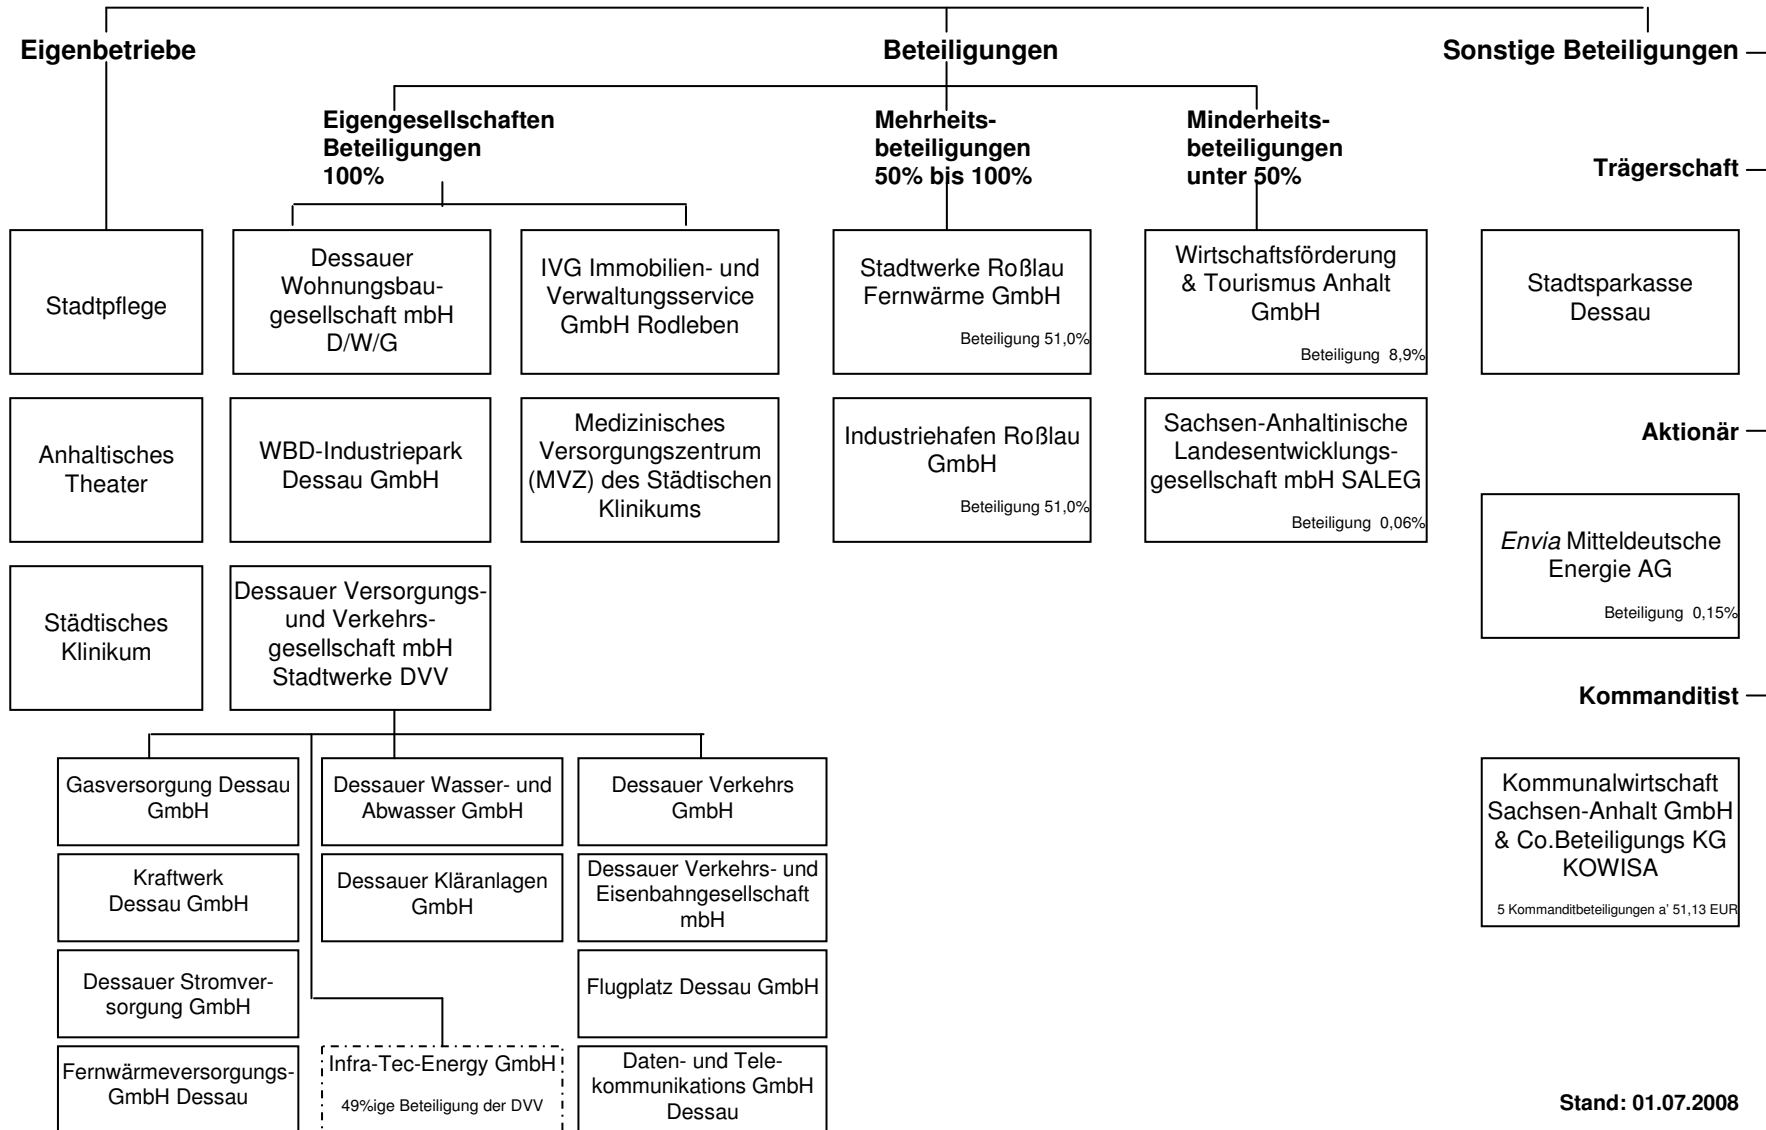 Eigenbetriebe
Beteiligungen
Sonstige Beteiligungen
Eigengesellschaften
Beteiligungen
100%
Mehrheits-
beteiligungen
50% bis 100%
Minderheits-
beteiligungen
unter 50%
Trägerschaft
Stadtpflege
Dessauer
Wohnungsbau-
gesellschaft mbH
D/W/G
IVG Immobilien- und
Verwaltungsservice
GmbH Rodleben
Stadtwerke Roßlau
Fernwärme GmbH
Beteiligung 51,0%
Wirtschaftsförderung
& Tourismus Anhalt
GmbH
Beteiligung 8,9%
Stadtsparkasse
Dessau
Anhaltisches
Theater
WBD-Industriepark
Dessau GmbH
Medizinisches
Versorgungszentrum
(MVZ) des Städtischen
Klinikums
Industriehafen Roßlau
GmbH
Beteiligung 51,0%
Sachsen-Anhaltinische
Landesentwicklungs-
gesellschaft mbH SALEG
Beteiligung 0,06%
Aktionär
Envia Mitteldeutsche
Energie AG
Beteiligung 0,15%
Städtisches
Klinikum
Dessauer Versorgungs-
und Verkehrs-
gesellschaft mbH
Stadtwerke DVV
Kommanditist
Gasversorgung Dessau
GmbH
Dessauer Wasser- und
Abwasser GmbH
Dessauer Verkehrs
GmbH
Kommunalwirtschaft
Sachsen-Anhalt GmbH
& Co.Beteiligungs KG
KOWISA
5 Kommanditbeteiligungen a' 51,13 EUR
Kraftwerk
Dessau GmbH
Dessauer Kläranlagen
GmbH
Dessauer Verkehrs- und
Eisenbahngesellschaft
mbH
Dessauer Stromver-
sorgung GmbH
Flugplatz Dessau GmbH
Fernwärmeversorgungs-
GmbH Dessau
Infra-Tec-Energy GmbH
49%ige Beteiligung der DVV
Daten- und Tele-
kommunikations GmbH
Dessau
Stand: 01.07.2008